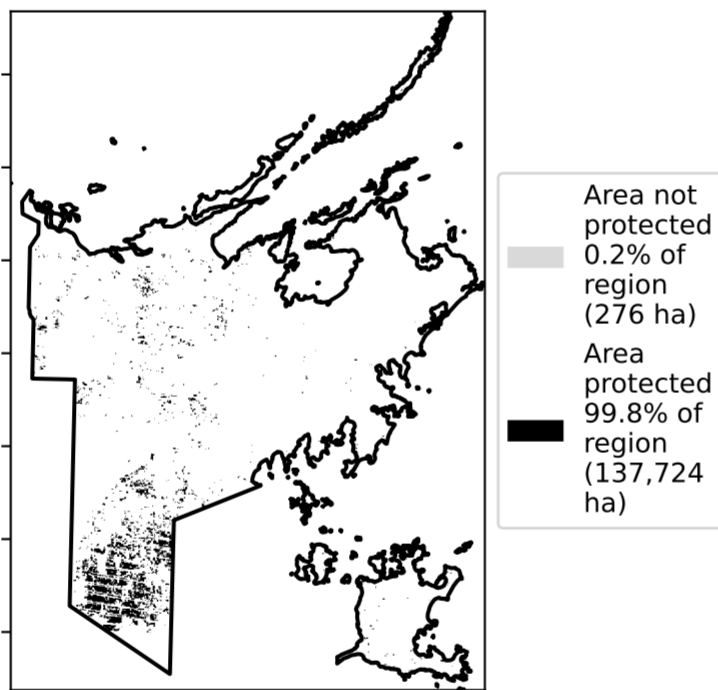 Area not
protected
0.2% of
region
(276 ha)
Area
protected
99.8% of
region
(137,724
ha)